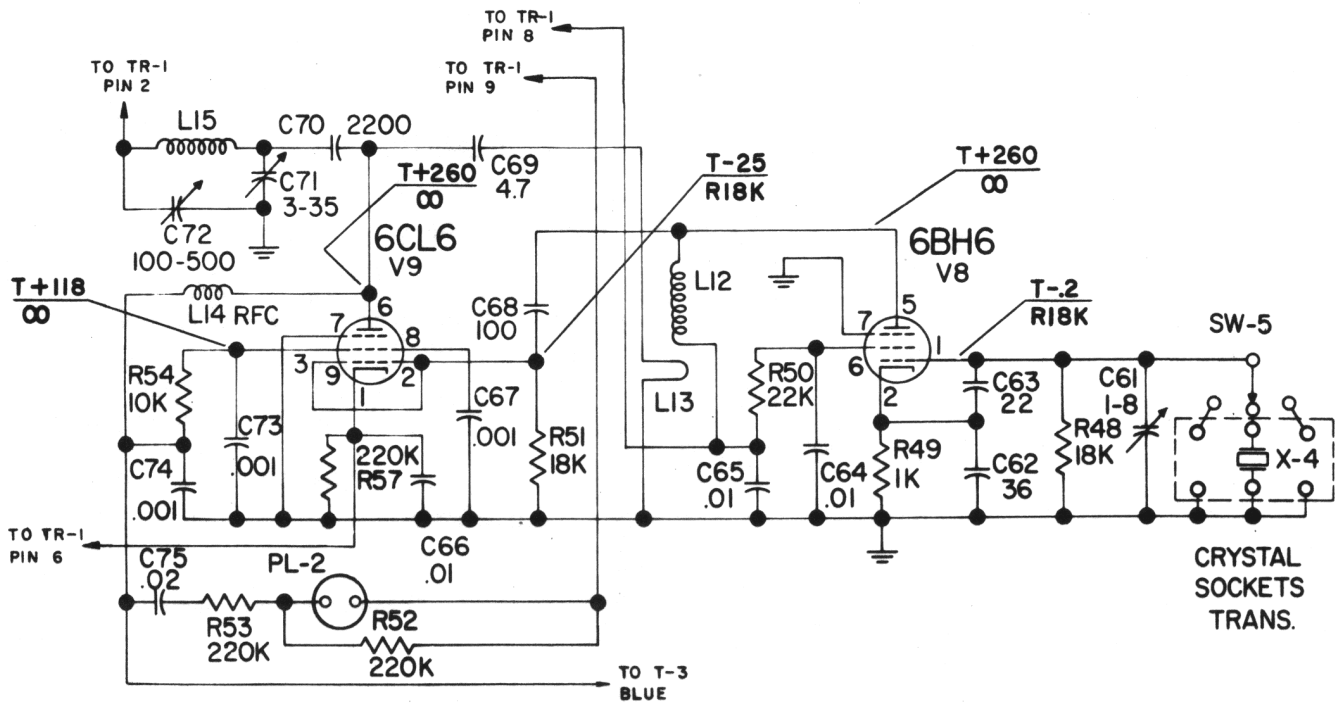 TO TR-1
PIN 8
TO TR-1
PIN 2
TO TR-1
PIN 9
L15
C70
2200
C71
3-35
C69
4.7
T+260
∞
T-25
R18K
T+260
∞
C72
100-500
6CL6
V9
6BH6
V8
T+118
∞
L14 RFC
C68
100
L12
T-.2
R18K
SW-5
6
7
8
3
9
2
1
5
7
6
1
2
R54
10K
C67
.001
L13
R50
22K
C63
22
C61
1-8
C73
.001
220K
R57
R51
18K
R49
1K
R48
18K
X-4
C74
.001
C65
.01
C64
.01
C62
36
TO TR-1
PIN 6
C75
.02
PL-2
C66
.01
CRYSTAL
SOCKETS
TRANS.
R53
220K
R52
220K
TO T-3
BLUE